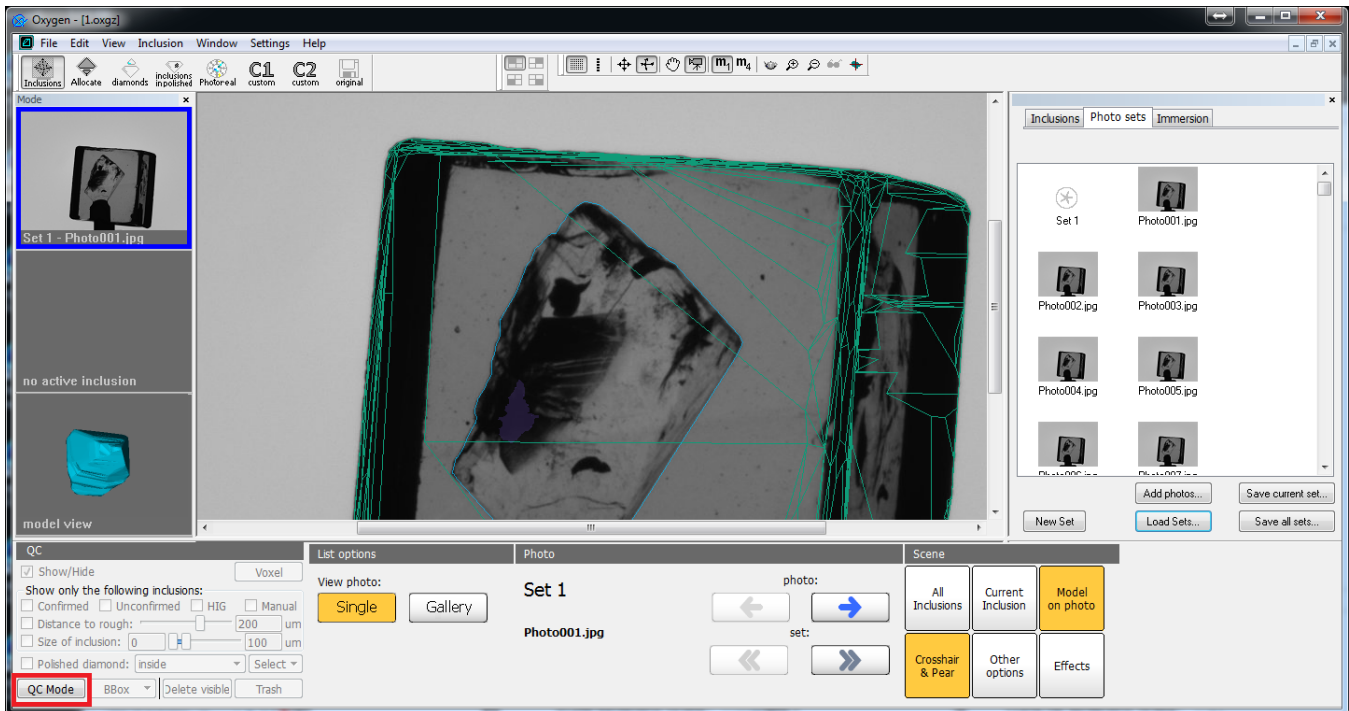 Oxygen - [1.oxgz]
File Edit View Inclusion Window Settings Help
Inclusions Allocate diamonds inclusions inpolished Photoreal C1 custom C2 custom original
m1 m4
Mode
Set 1 - Photo001.jpg
no active inclusion
model view
Inclusions Photo sets Immersion
Set 1 Photo001.jpg
Photo002.jpg Photo003.jpg
Photo004.jpg Photo005.jpg
Add photos... Save current set...
New Set Load Sets... Save all sets...
QC
Show/Hide Voxel
Show only the following inclusions:
Confirmed Unconfirmed HIG Manual
Distance to rough: 200 um
Size of inclusion: 0 100 um
Polished diamond: inside Select
QC Mode BBox Delete visible Trash
List options
View photo:
Single Gallery
Photo
Set 1 photo:
Photo001.jpg set:
Scene
All Inclusions
Current Inclusion
Model on photo
Crosshair & Pear
Other options
Effects